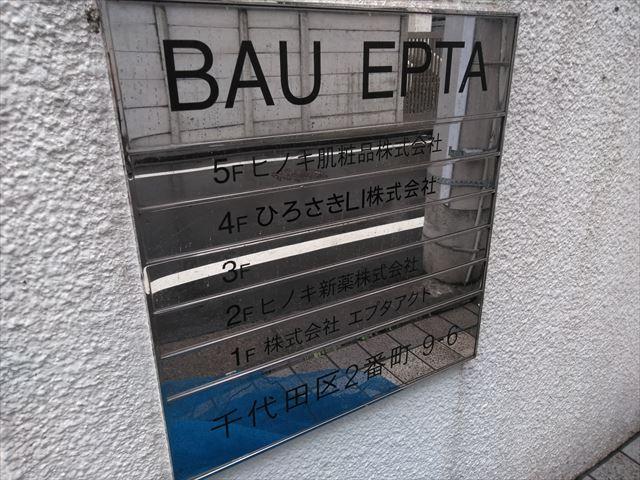 BAU EPTA
5F ヒノキ肌粧品株式会社
4F ひろさきLI株式会社
3F
2F ヒノキ新薬株式会社
1F 株式会社 エプタアクト
千代田区2番町 9-6